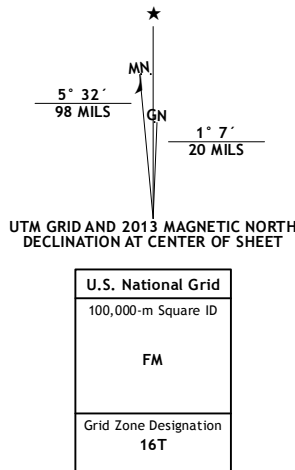 ★
MN
5° 32´
98 MILS
GN
1° 7´
20 MILS
UTM GRID AND 2013 MAGNETIC NORTH
DECLINATION AT CENTER OF SHEET
U.S. National Grid
100,000-m Square ID
FM
Grid Zone Designation
16T